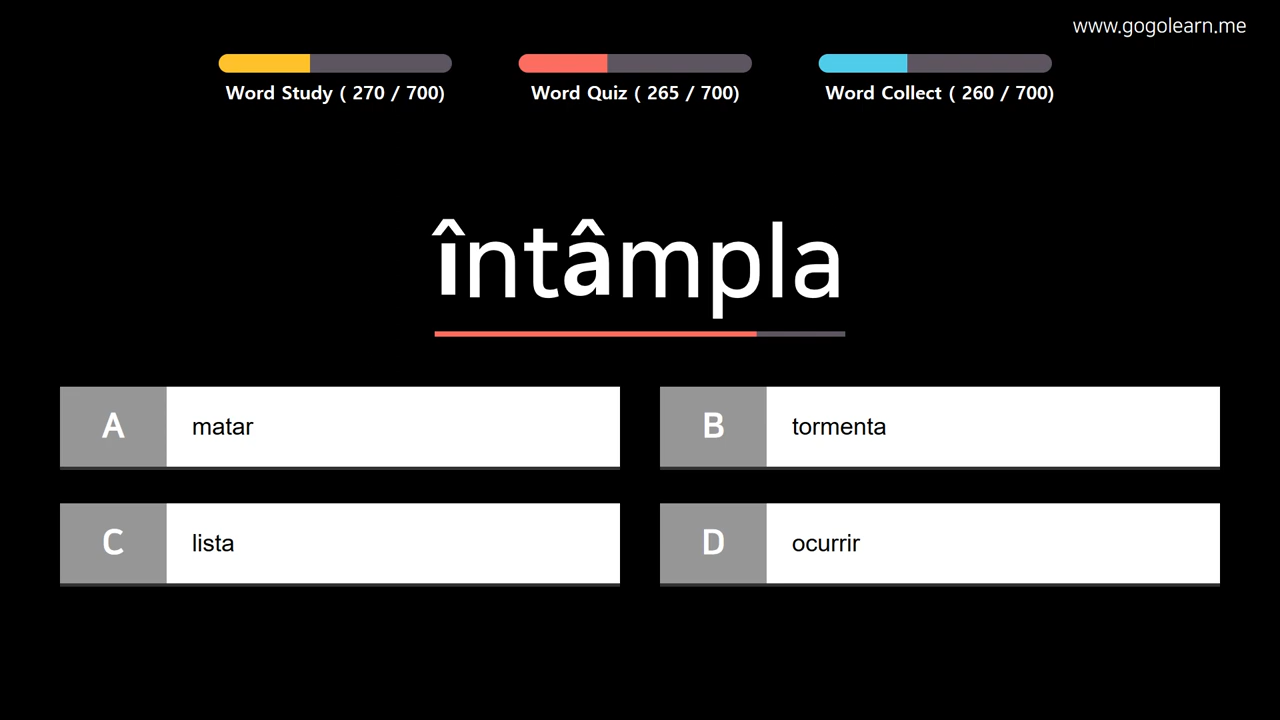 www.gogolearn.me
Word Study ( 270 / 700)
Word Quiz ( 265 / 700)
Word Collect ( 260 / 700)
întâmpla
A matar
B tormenta
C lista
D ocurrir